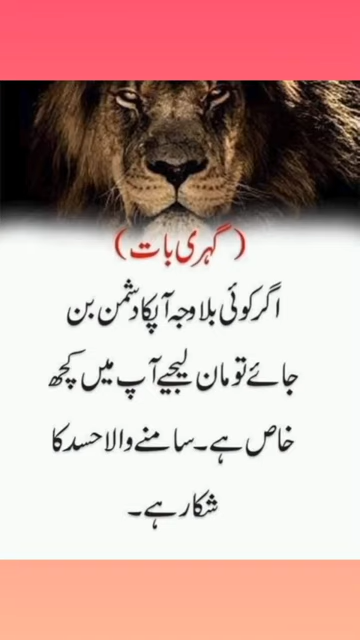 (گہری بات)
اگر کوئی بلاوجہ آپکا دشمن بن
جائے تو مان لیجیے آپ میں کچھ
خاص ہے۔ سامنے والا حسد کا
شکار ہے۔